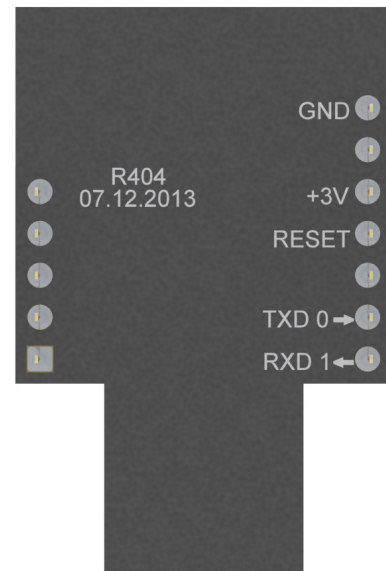 GND
R404
07.12.2013
+3V
RESET
TXD 0→
RXD 1←